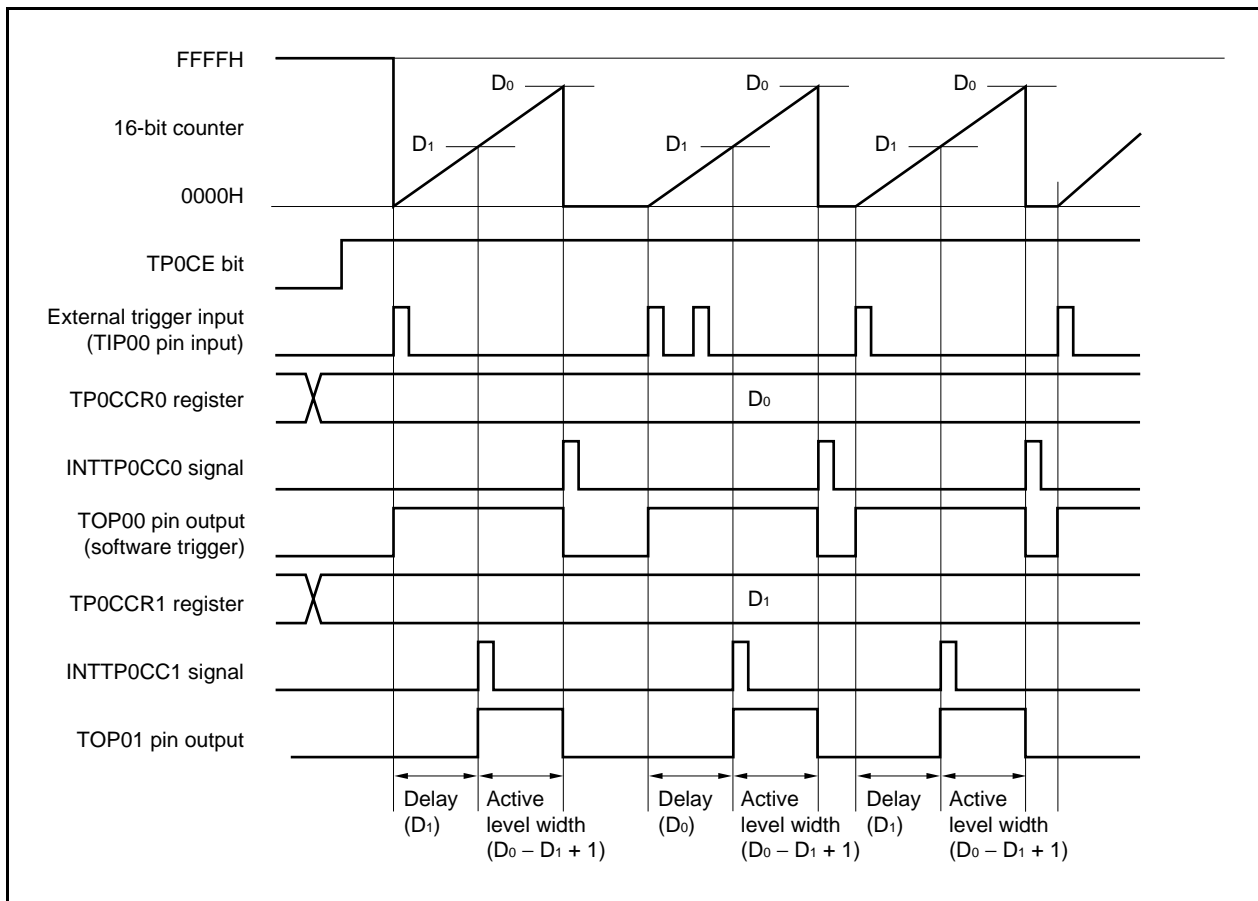 FFFFH
D0
D0
D0
16-bit counter
D1
D1
D1
0000H
TP0CE bit
External trigger input
(TIP00 pin input)
TP0CCR0 register
D0
INTTP0CC0 signal
TOP00 pin output
(software trigger)
TP0CCR1 register
D1
INTTP0CC1 signal
TOP01 pin output
Delay
(D1)
Active
level width
(D0 − D1 + 1)
Delay
(D0)
Active
level width
(D0 − D1 + 1)
Delay
(D1)
Active
level width
(D0 − D1 + 1)